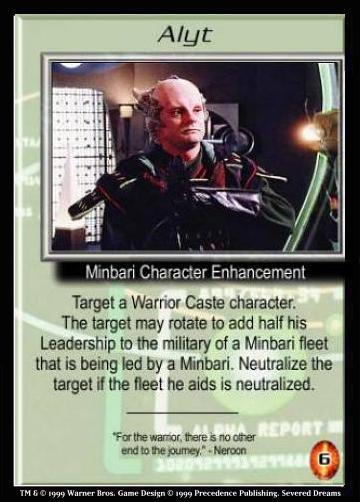 Alyt
Minbari Character Enhancement
Target a Warrior Caste character.
The target may rotate to add half his
Leadership to the military of a Minbari fleet
that is being led by a Minbari. Neutralize the
target if the fleet he aids is neutralized.
ALPHA REPORT
"For the warrior, there is no other
end to the journey." - Neroon
6
TM & © 1999 Warner Bros. Game Design © 1999 Precedence Publishing. Severed Dreams